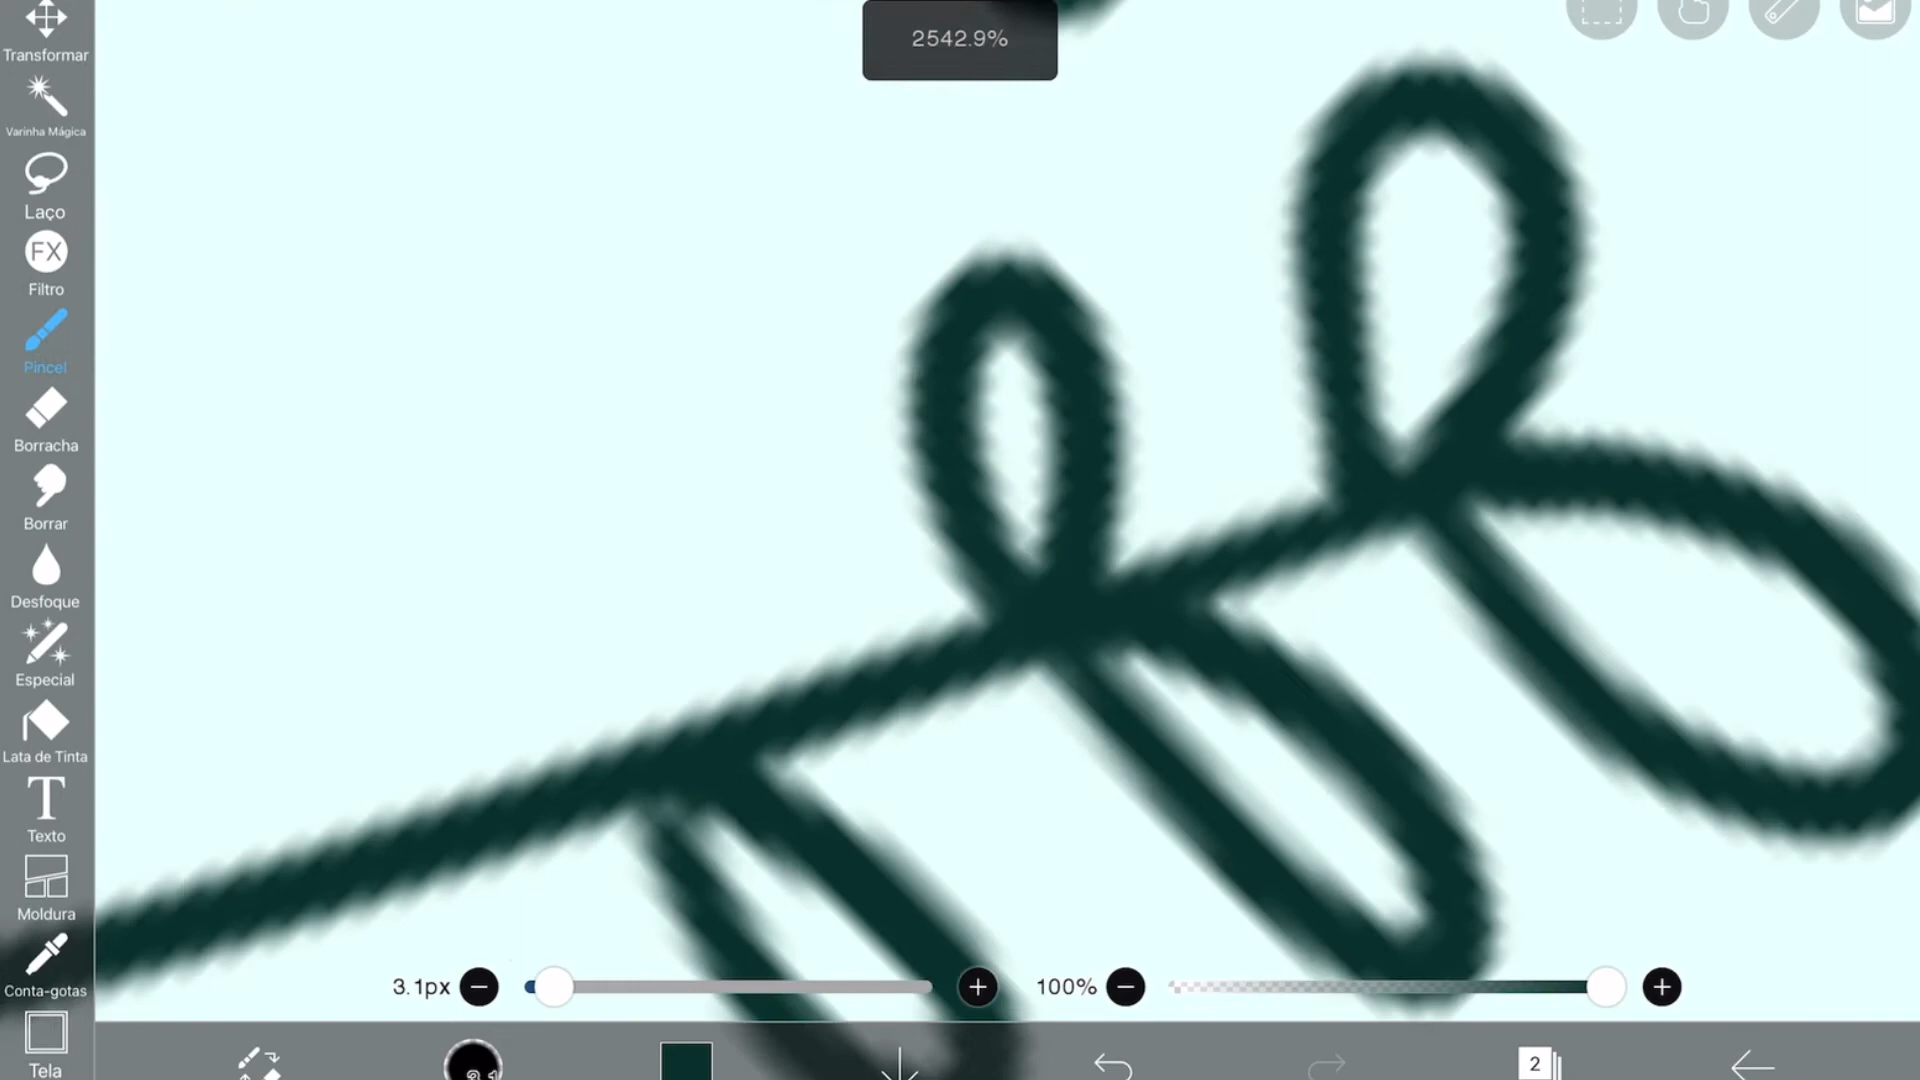 2542.9%
Transformar
Varinha Mágica
Laço
FX
Filtro
Pincel
Borracha
Borrar
Desfoque
Especial
Lata de Tinta
T
Texto
Moldura
Conta-gotas
Tela
3.1px
100%
2